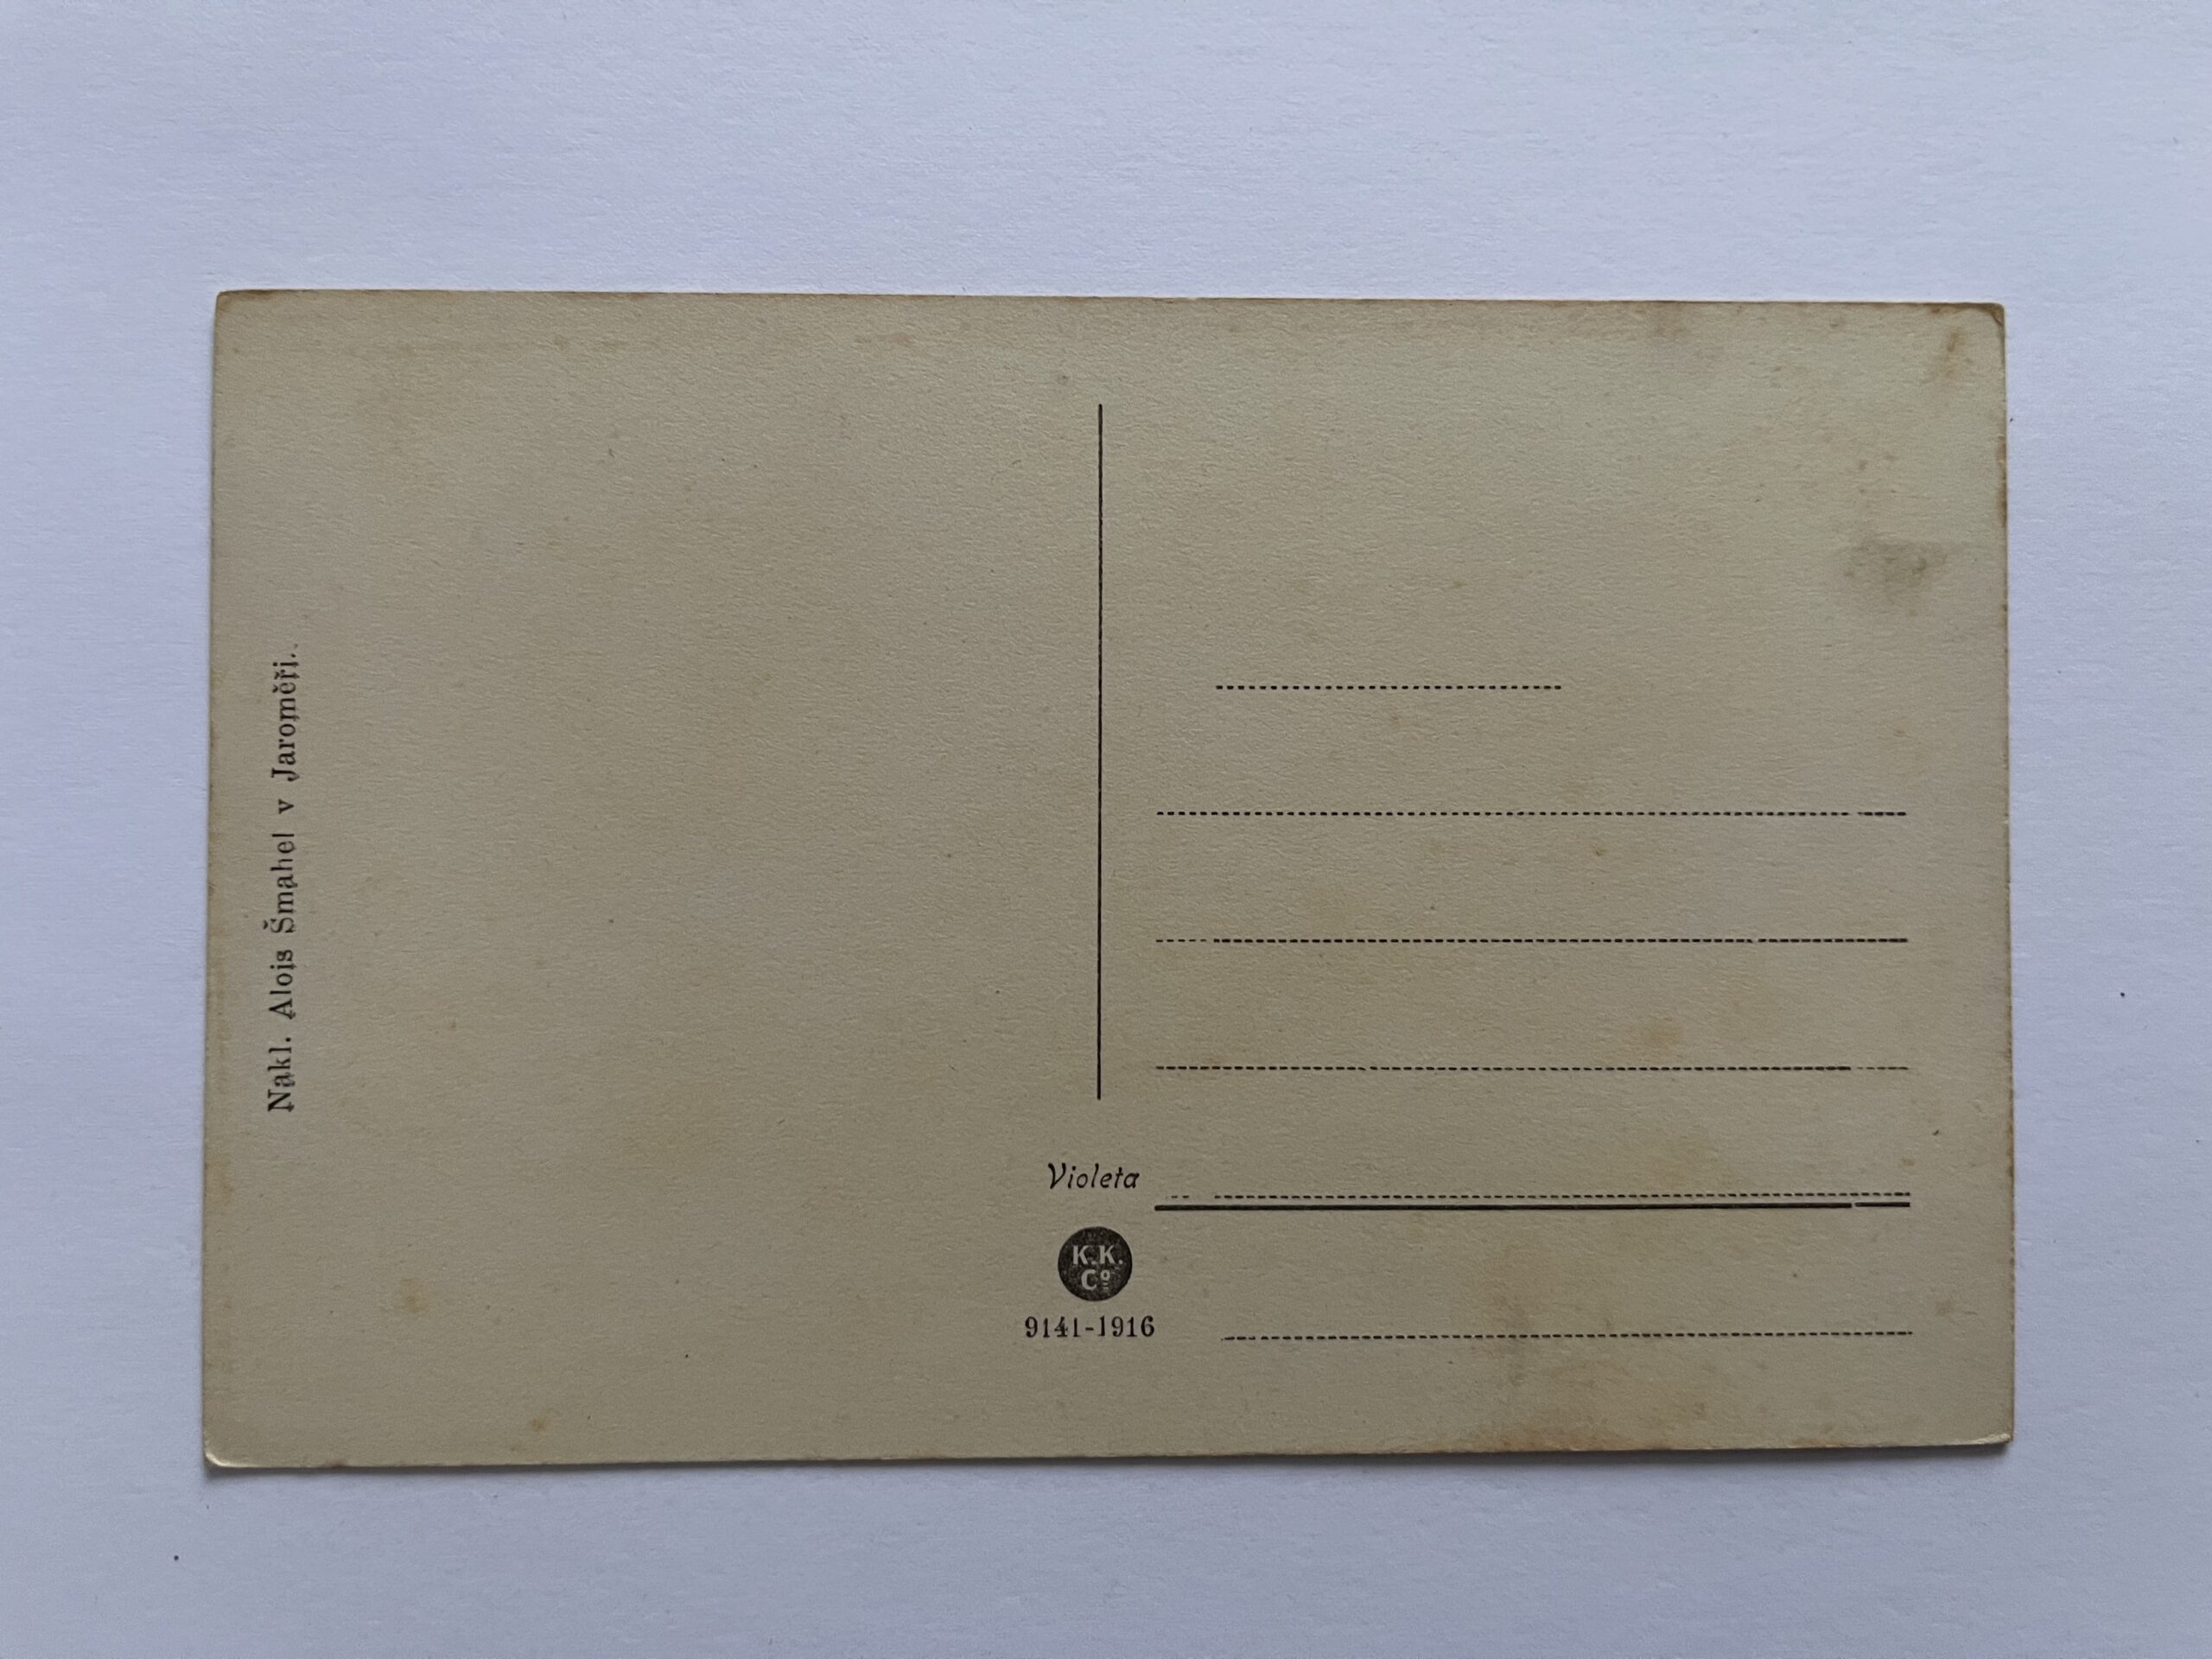 Nakl. Alois Šmahel v Jaroměři.
Violeta
K.K.
Co
9141-1916